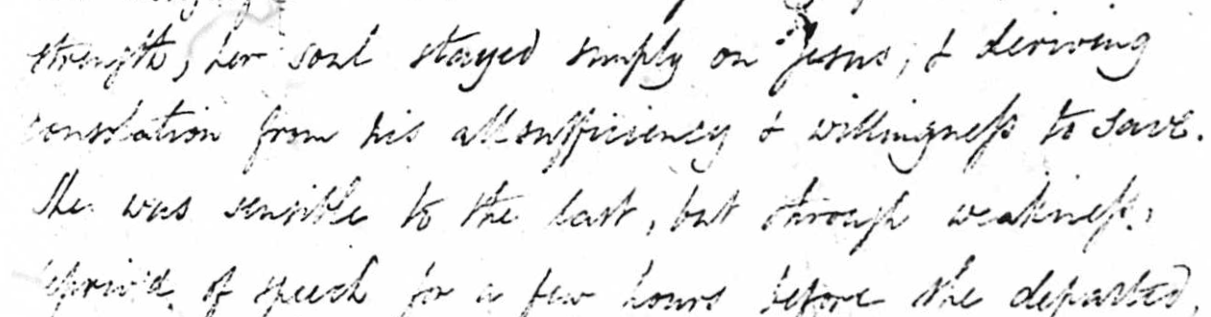 strength, her soul stayed simply on Jesus, & deriving
consolation from his allsufficiency & willingneſs to save.
She was sensible to the last, but through weakneſs,
depriv'd of speech for a few hours before she departed,